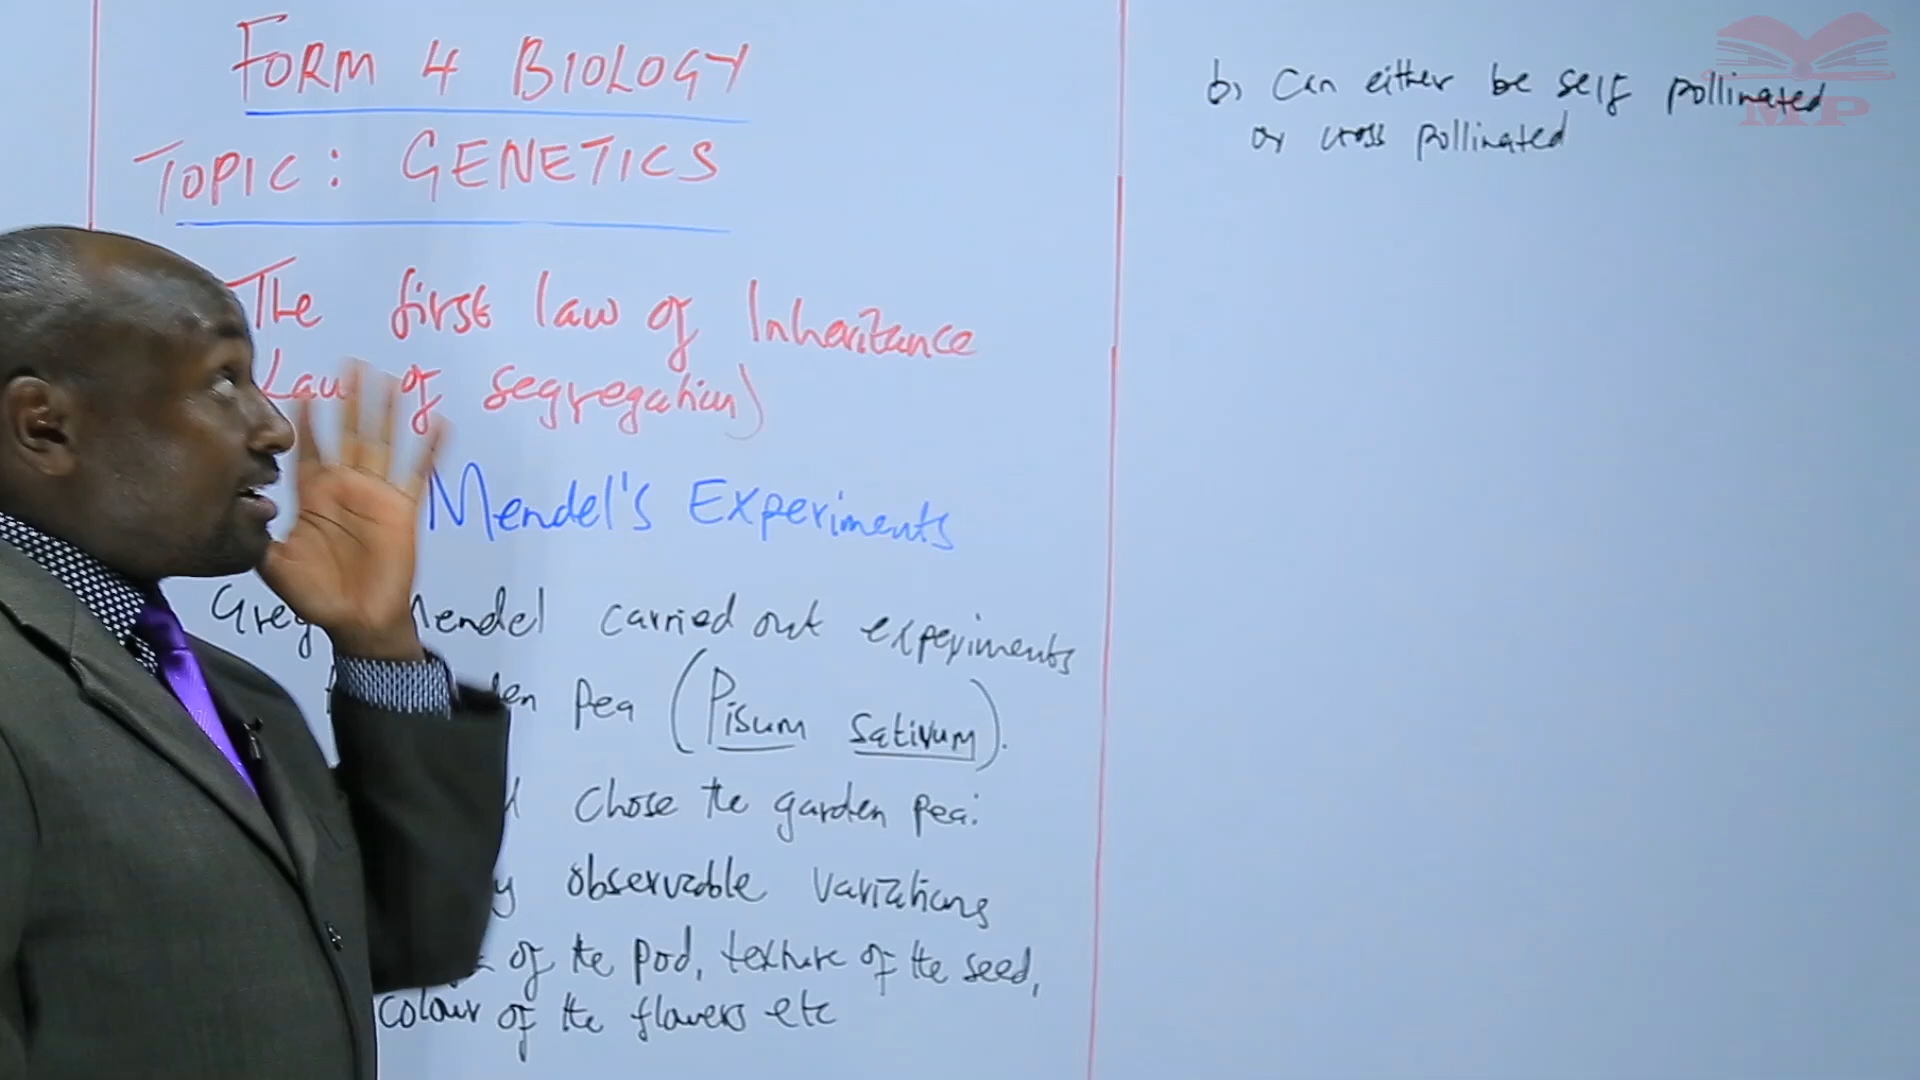 FORM 4 BIOLOGY
TOPIC: GENETICS
The first law of Inheritance
Law of segregation)
Mendel's Experiments
Mendel carried out experiments
pea (Pisum sativum).
chose the garden pea:
observable variations
of the pod, texture of the seed,
colour of the flowers etc
b) Can either be self pollinated
or cross pollinated
MP